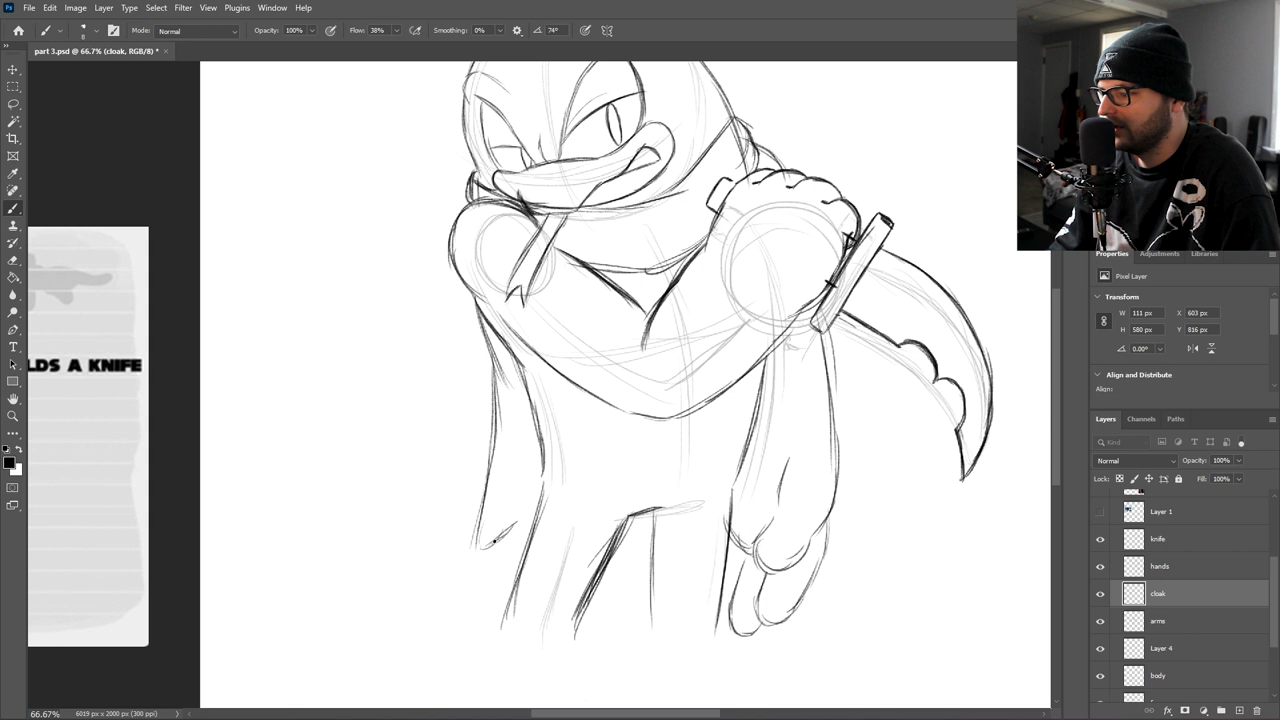 File Edit Image Layer Type Select Filter View Plugins Window Help
8 Mode: Normal Opacity: 100% Flow: 38% Smoothing: 0% 74°
part 3.psd @ 66.7% (cloak, RGB/8) *
LDS A KNIFE
Properties Adjustments Libraries
Pixel Layer
Transform
W 111 px X 603 px
H 580 px Y 816 px
0.00°
Align and Distribute
Align:
Layers Channels Paths
Kind
Normal Opacity: 100%
Lock: Fill: 100%
Layer 1
knife
hands
cloak
arms
Layer 4
body
66.67% 6019 px x 2000 px (300 ppi)